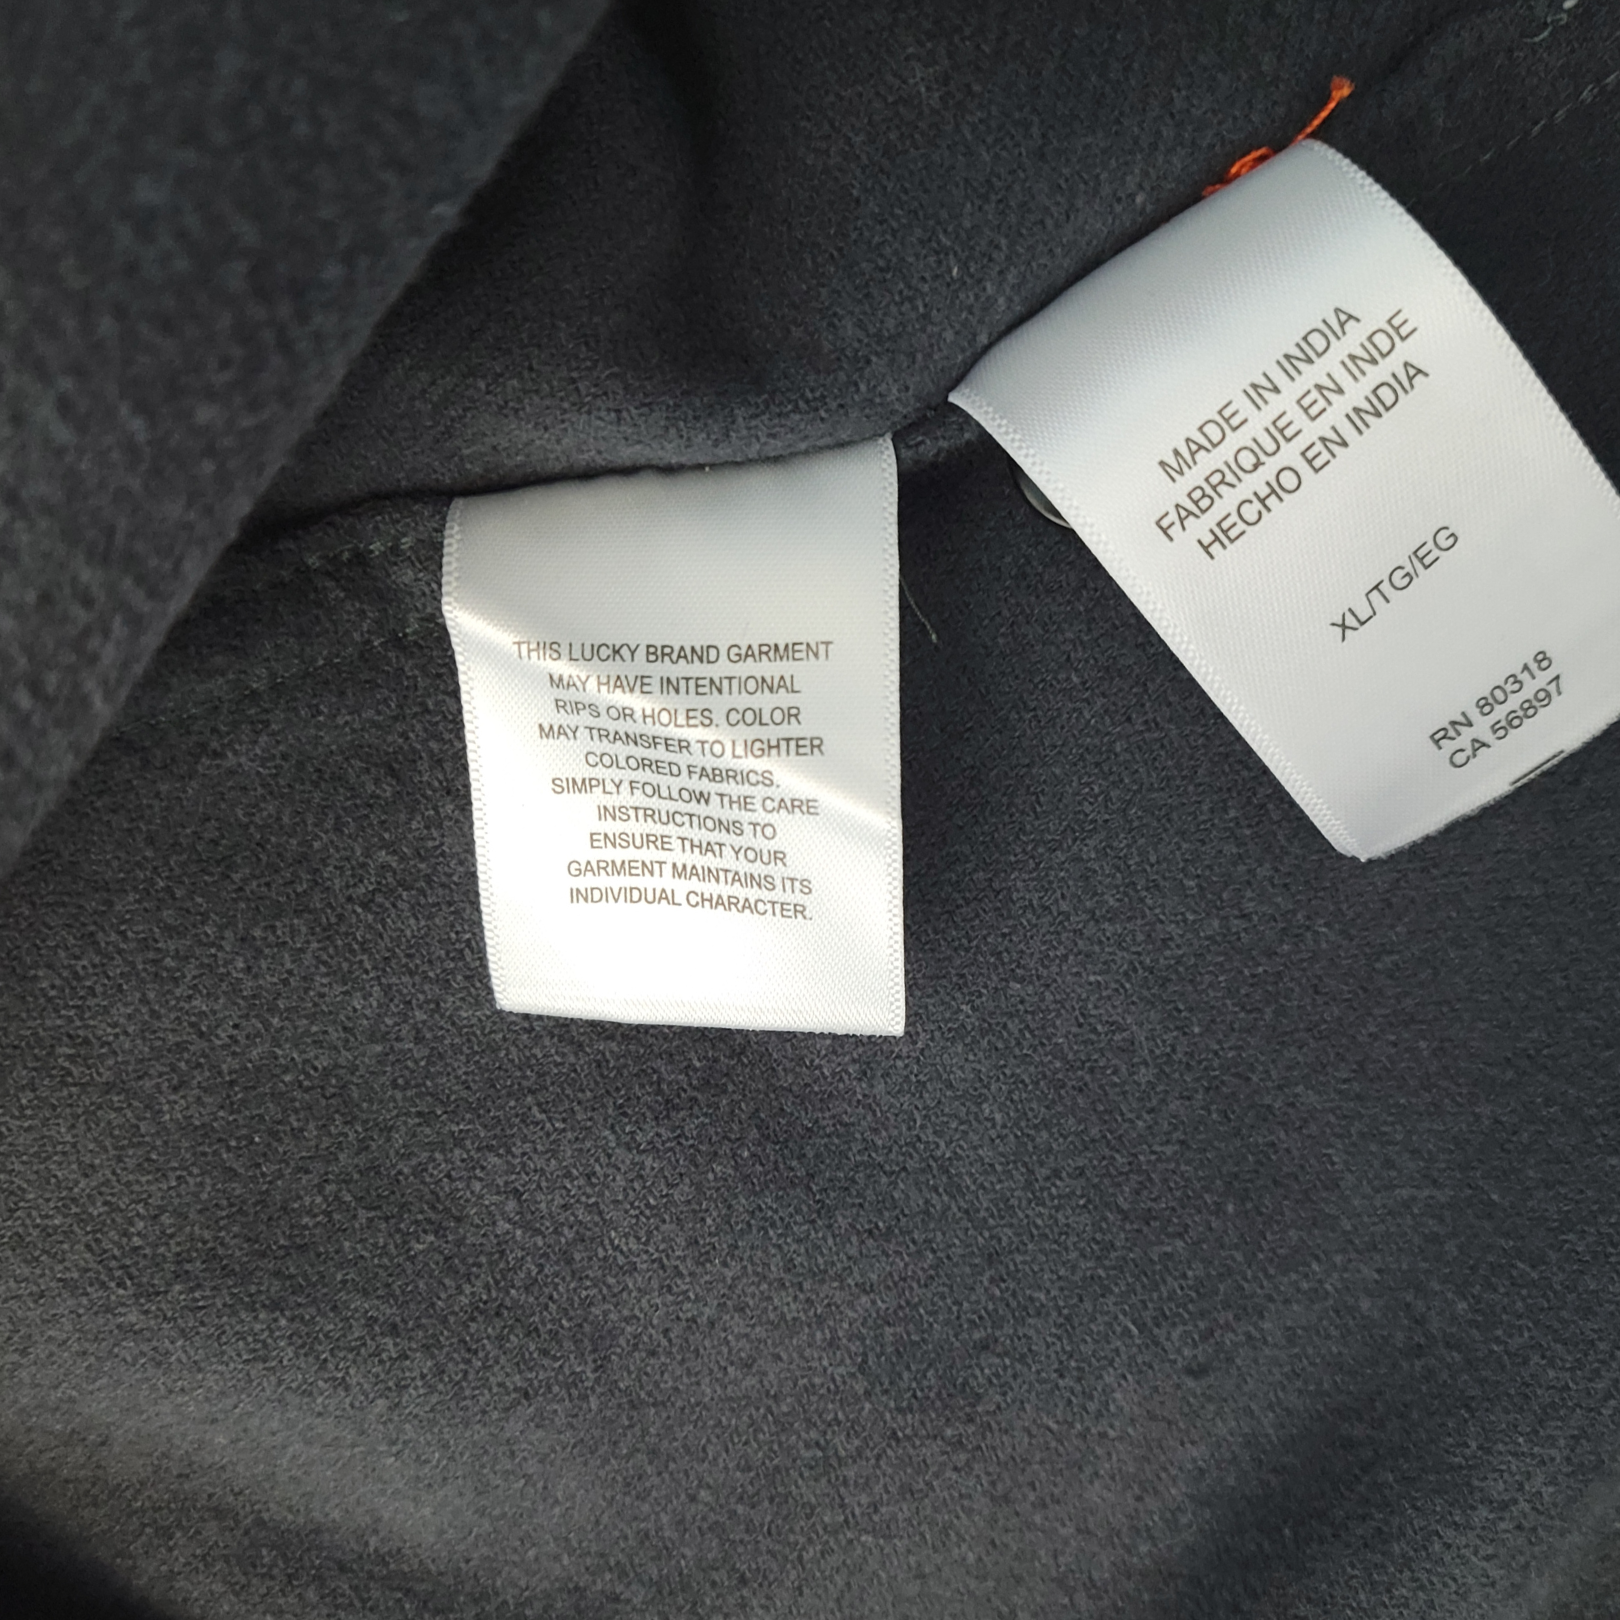 THIS LUCKY BRAND GARMENT
MAY HAVE INTENTIONAL
RIPS OR HOLES. COLOR
MAY TRANSFER TO LIGHTER
COLORED FABRICS.
SIMPLY FOLLOW THE CARE
INSTRUCTIONS TO
ENSURE THAT YOUR
GARMENT MAINTAINS ITS
INDIVIDUAL CHARACTER.
MADE IN INDIA
FABRIQUE EN INDE
HECHO EN INDIA
XL/TG/EG
RN 80318
CA 56897